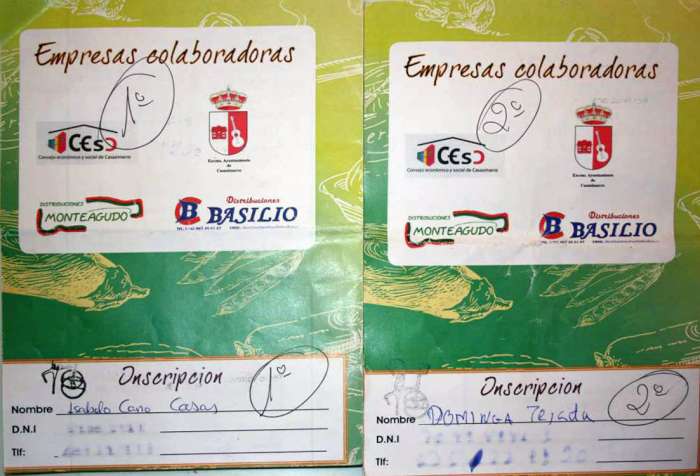 Empresas colaboradoras
1º
CESC
Consejo económico y social de Casasimarro
Excmo. Ayuntamiento
de
Casasimarro
DISTRIBUCIONES
MONTEAGUDO
Distribuciones
B BASILIO
Inscripcion
1º
Nombre Isabelo Cano Casas
D.N.I
Tlf:
Empresas colaboradoras
2º
CESC
Consejo económico y social de Casasimarro
Excmo. Ayuntamiento
de
Casasimarro
DISTRIBUCIONES
MONTEAGUDO
Distribuciones
B BASILIO
Inscripcion
2º
Nombre DOMINGA Tejada
D.N.I
Tlf: